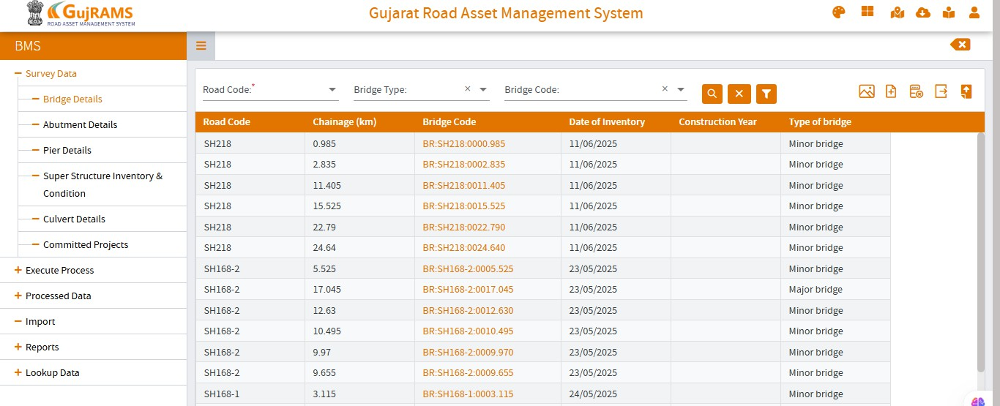 GujRAMS
ROAD ASSET MANAGEMENT SYSTEM
Gujarat Road Asset Management System
BMS
Survey Data
Bridge Details
Abutment Details
Pier Details
Super Structure Inventory &
Condition
Culvert Details
Committed Projects
Execute Process
Processed Data
Import
Reports
Lookup Data
Road Code:* Bridge Type: Bridge Code:
Road Code Chainage (km) Bridge Code Date of Inventory Construction Year Type of bridge
SH218 0.985 BR:SH218:0000.985 11/06/2025 Minor bridge
SH218 2.835 BR:SH218:0002.835 11/06/2025 Minor bridge
SH218 11.405 BR:SH218:0011.405 11/06/2025 Minor bridge
SH218 15.525 BR:SH218:0015.525 11/06/2025 Minor bridge
SH218 22.79 BR:SH218:0022.790 11/06/2025 Minor bridge
SH218 24.64 BR:SH218:0024.640 11/06/2025 Minor bridge
SH168-2 5.525 BR:SH168-2:0005.525 23/05/2025 Minor bridge
SH168-2 17.045 BR:SH168-2:0017.045 23/05/2025 Major bridge
SH168-2 12.63 BR:SH168-2:0012.630 23/05/2025 Minor bridge
SH168-2 10.495 BR:SH168-2:0010.495 23/05/2025 Minor bridge
SH168-2 9.97 BR:SH168-2:0009.970 23/05/2025 Minor bridge
SH168-2 9.655 BR:SH168-2:0009.655 23/05/2025 Minor bridge
SH168-1 3.115 BR:SH168-1:0003.115 24/05/2025 Minor bridge